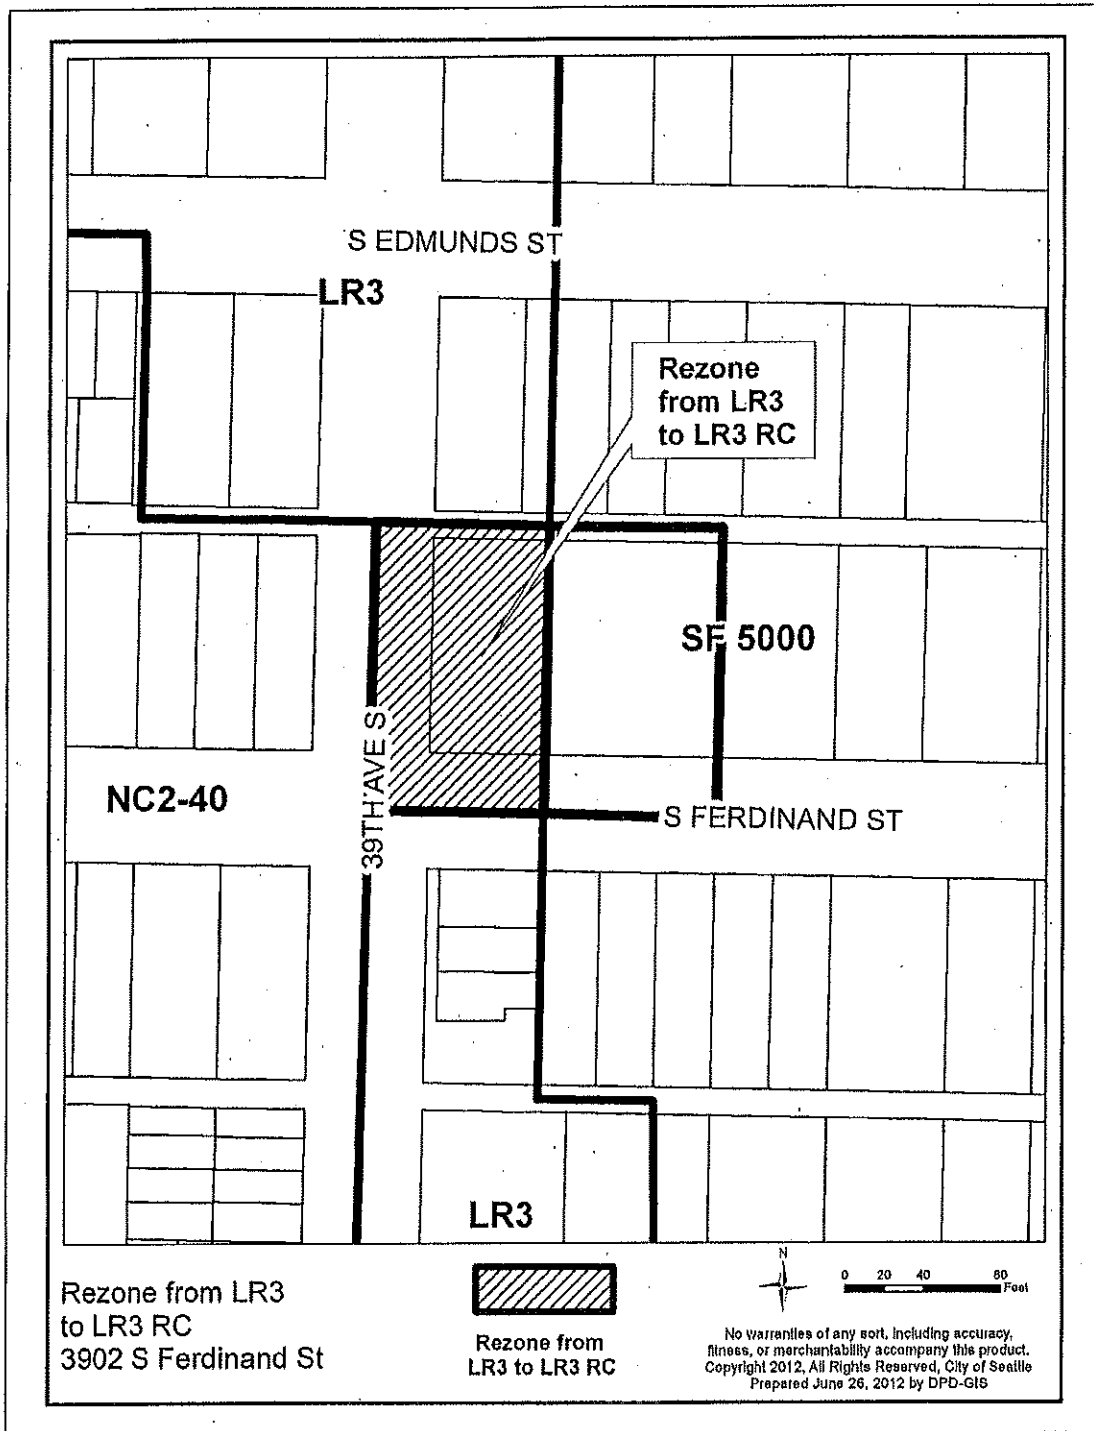 S EDMUNDS ST
LR3
Rezone
from LR3
to LR3 RC
SF 5000
39TH AVE S
NC2-40
S FERDINAND ST
LR3
Rezone from LR3
to LR3 RC
3902 S Ferdinand St
Rezone from
LR3 to LR3 RC
N
0 20 40 80
Feet
No warranties of any sort, including accuracy,
fitness, or merchantability accompany this product.
Copyright 2012, All Rights Reserved, City of Seattle
Prepared June 26, 2012 by DPD-GIS